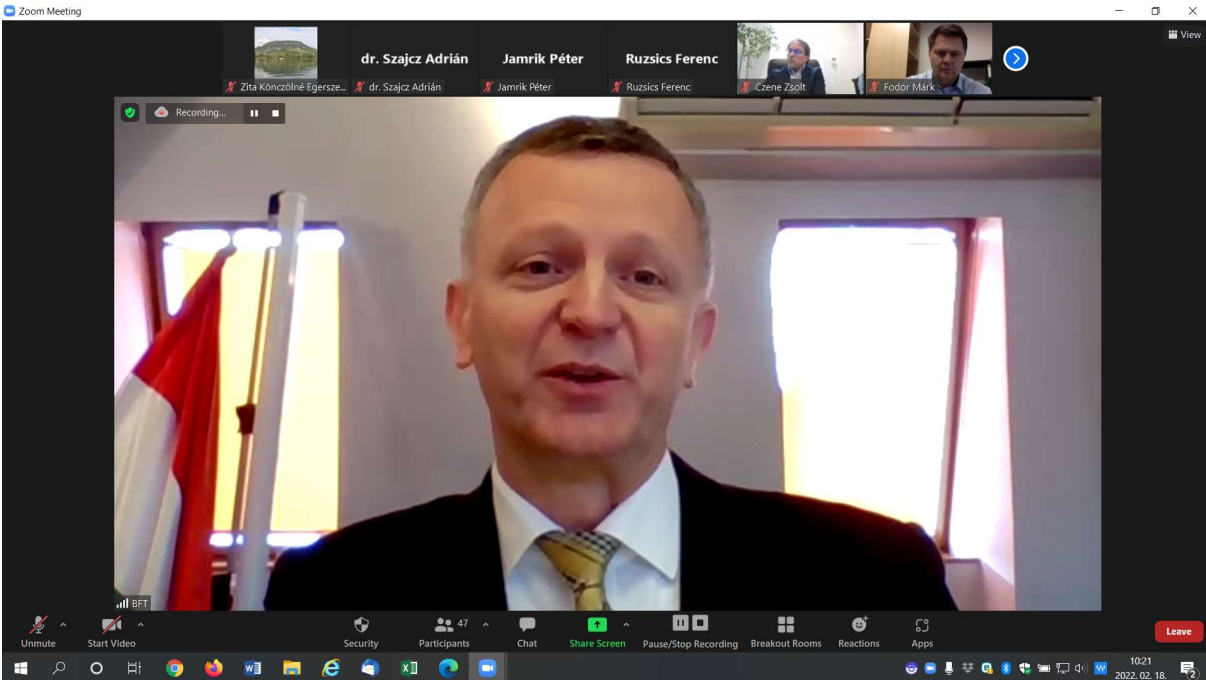 Zoom Meeting
View
dr. Szajcz Adrián
Jamrik Péter
Ruzsics Ferenc
Zita Könczölné Egersze...
dr. Szajcz Adrián
Jamrik Péter
Ruzsics Ferenc
Czene Zsolt
Fodor Márk
Recording...
BFT
47
Unmute
Start Video
Security
Participants
Chat
Share Screen
Pause/Stop Recording
Breakout Rooms
Reactions
Apps
Leave
10:21
2022. 02. 18.
2